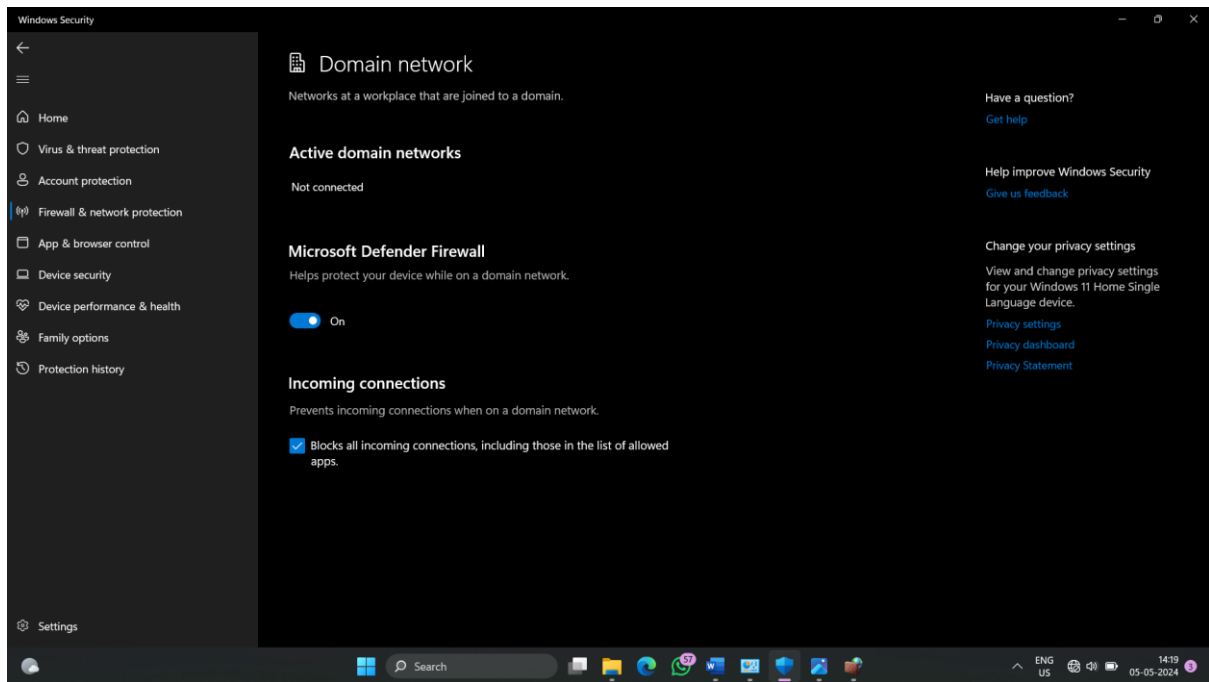 Windows Security
Home
Virus & threat protection
Account protection
Firewall & network protection
App & browser control
Device security
Device performance & health
Family options
Protection history
Settings
Domain network
Networks at a workplace that are joined to a domain.
Active domain networks
Not connected
Microsoft Defender Firewall
Helps protect your device while on a domain network.
On
Incoming connections
Prevents incoming connections when on a domain network.
Blocks all incoming connections, including those in the list of allowed
apps.
Have a question?
Get help
Help improve Windows Security
Give us feedback
Change your privacy settings
View and change privacy settings
for your Windows 11 Home Single
Language device.
Privacy settings
Privacy dashboard
Privacy Statement
Search
57
W
ENG
US
14:19
05-05-2024
3